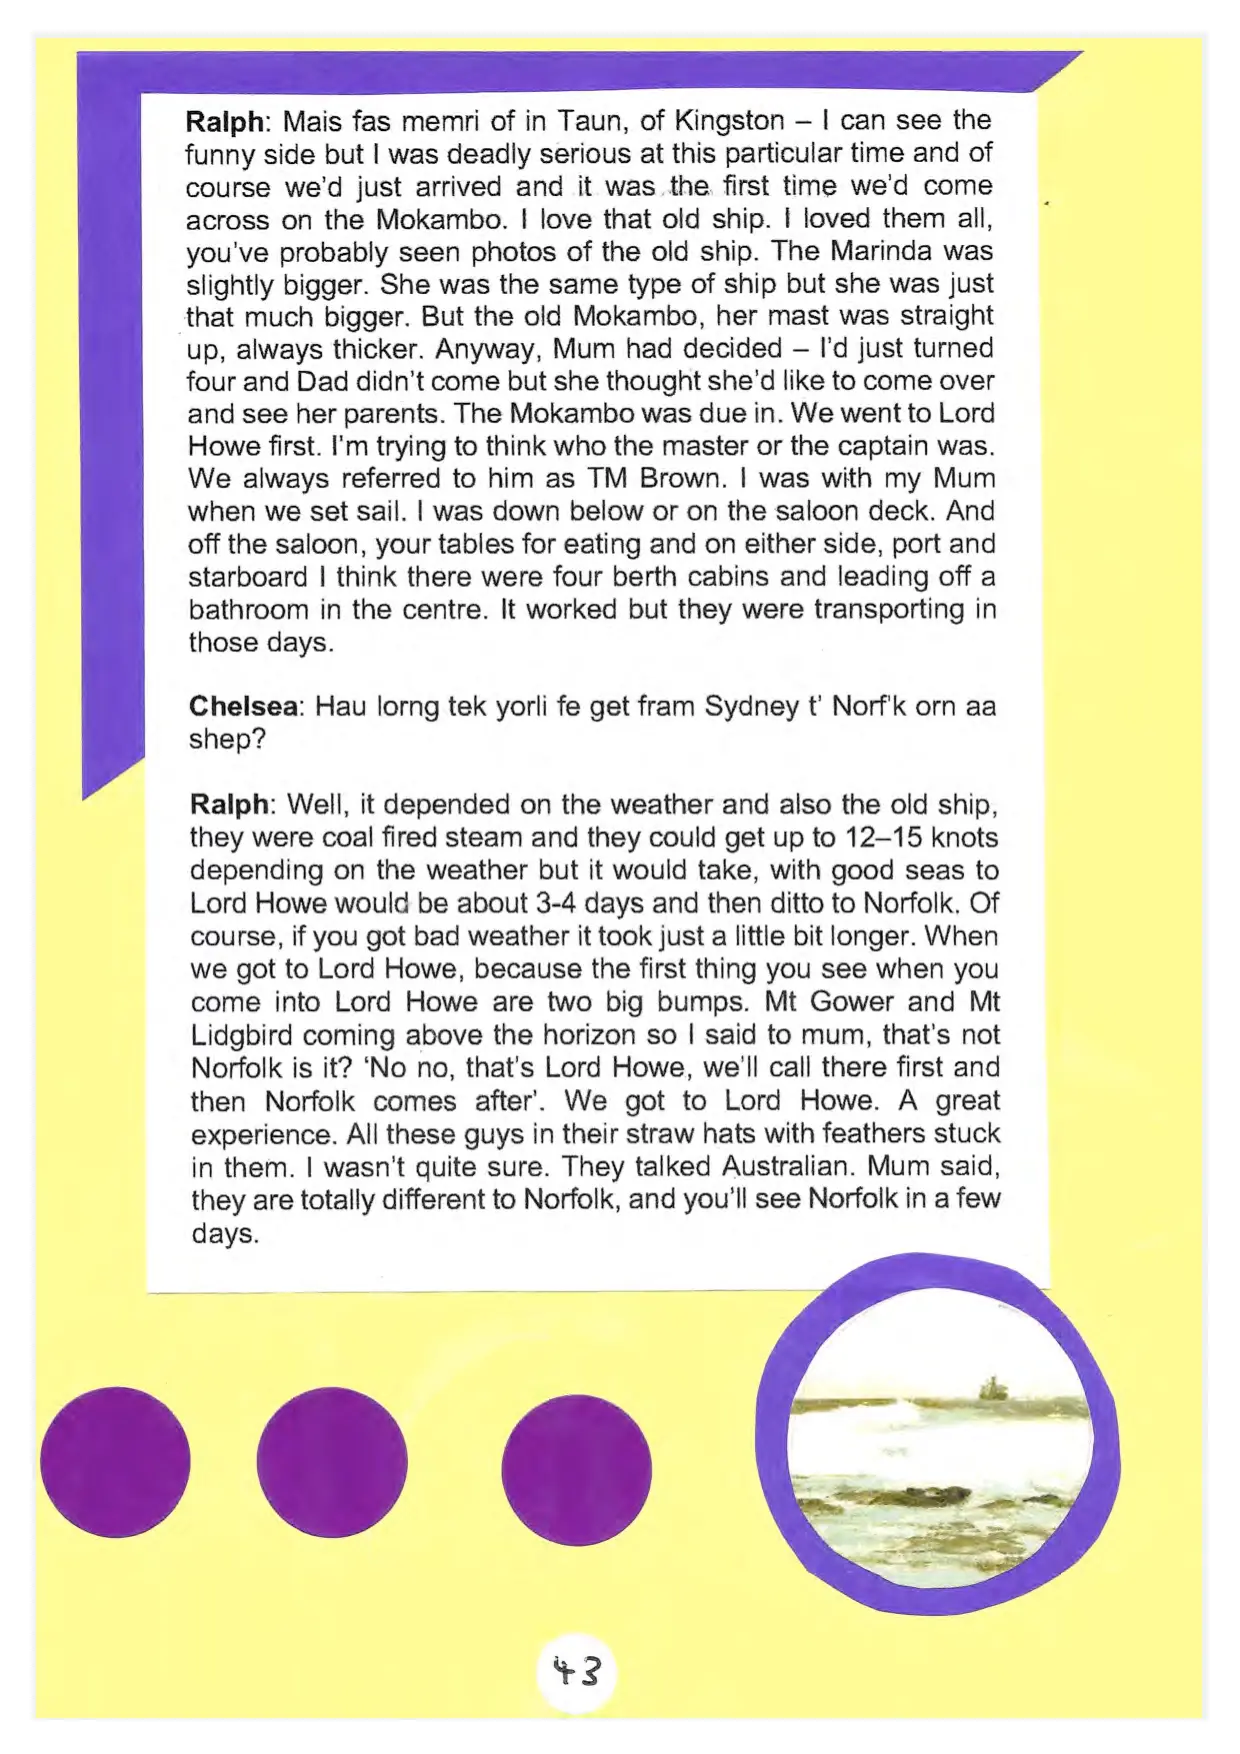 Ralph: Mais fas memri of in Taun, of Kingston – I can see the
funny side but I was deadly serious at this particular time and of
course we'd just arrived and it was the first time we'd come
across on the Mokambo. I love that old ship. I loved them all,
you've probably seen photos of the old ship. The Marinda was
slightly bigger. She was the same type of ship but she was just
that much bigger. But the old Mokambo, her mast was straight
up, always thicker. Anyway, Mum had decided – I'd just turned
four and Dad didn't come but she thought she'd like to come over
and see her parents. The Mokambo was due in. We went to Lord
Howe first. I'm trying to think who the master or the captain was.
We always referred to him as TM Brown. I was with my Mum
when we set sail. I was down below or on the saloon deck. And
off the saloon, your tables for eating and on either side, port and
starboard I think there were four berth cabins and leading off a
bathroom in the centre. It worked but they were transporting in
those days.
Chelsea: Hau lorng tek yorli fe get fram Sydney t' Norf'k orn aa
shep?
Ralph: Well, it depended on the weather and also the old ship,
they were coal fired steam and they could get up to 12–15 knots
depending on the weather but it would take, with good seas to
Lord Howe would be about 3-4 days and then ditto to Norfolk. Of
course, if you got bad weather it took just a little bit longer. When
we got to Lord Howe, because the first thing you see when you
come into Lord Howe are two big bumps. Mt Gower and Mt
Lidgbird coming above the horizon so I said to mum, that's not
Norfolk is it? 'No no, that's Lord Howe, we'll call there first and
then Norfolk comes after'. We got to Lord Howe. A great
experience. All these guys in their straw hats with feathers stuck
in them. I wasn't quite sure. They talked Australian. Mum said,
they are totally different to Norfolk, and you'll see Norfolk in a few
days.
43